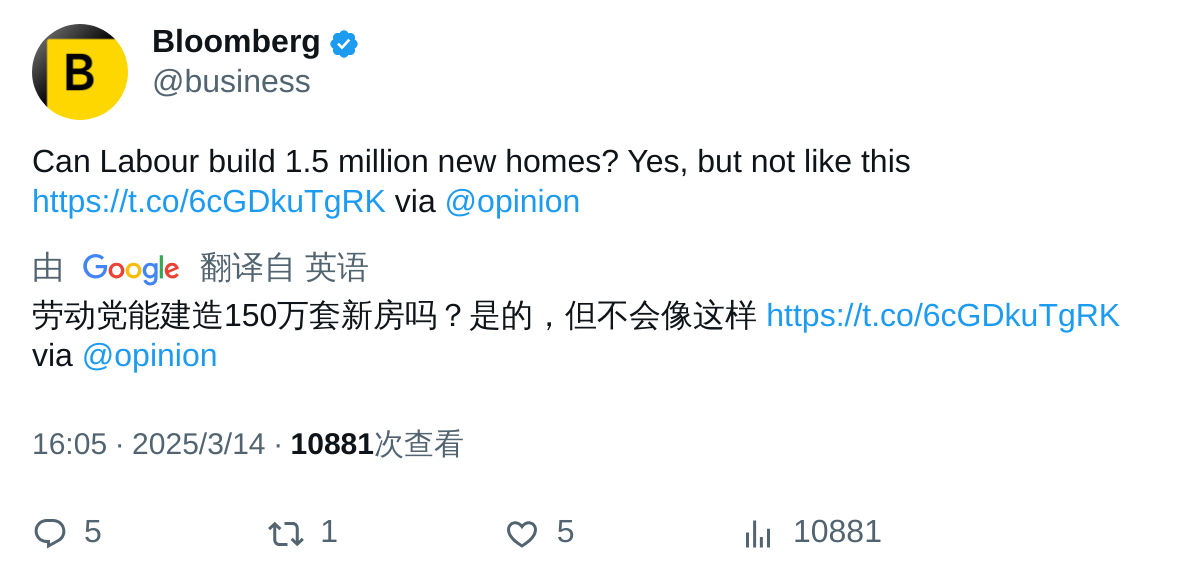 B
Bloomberg
@business
Can Labour build 1.5 million new homes? Yes, but not like this
https://t.co/6cGDkuTgRK via @opinion
由 Google 翻译自 英语
劳动党能建造150万套新房吗？是的，但不会像这样 https://t.co/6cGDkuTgRK
via @opinion
16:05 · 2025/3/14 · 10881次查看
5 1 5 10881